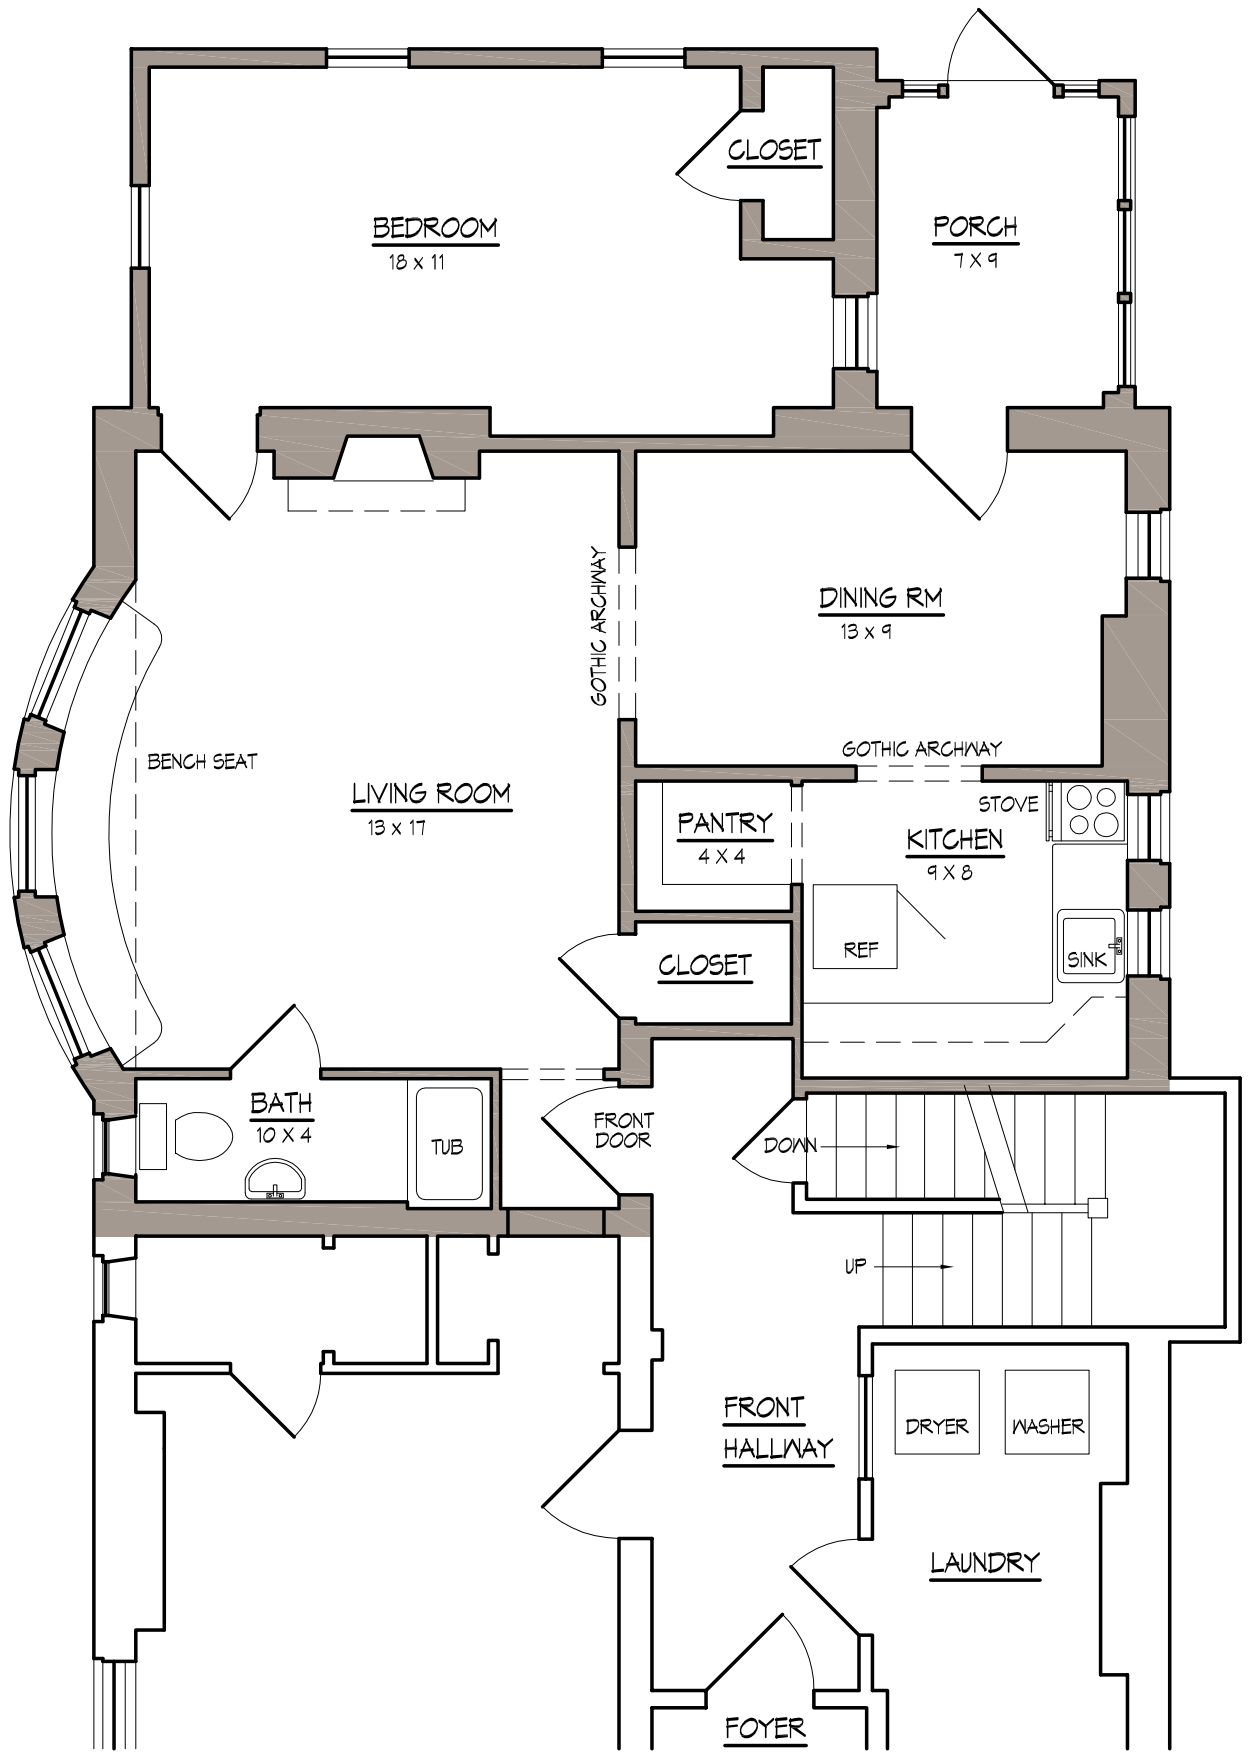 CLOSET
BEDROOM
18 x 11
PORCH
7 X 9
GOTHIC ARCHWAY
DINING RM
13 x 9
BENCH SEAT
LIVING ROOM
13 x 17
GOTHIC ARCHWAY
STOVE
PANTRY
4 X 4
KITCHEN
9 X 8
REF
SINK
CLOSET
BATH
10 X 4
TUB
FRONT
DOOR
DOWN
UP
FRONT
HALLWAY
DRYER
WASHER
LAUNDRY
FOYER